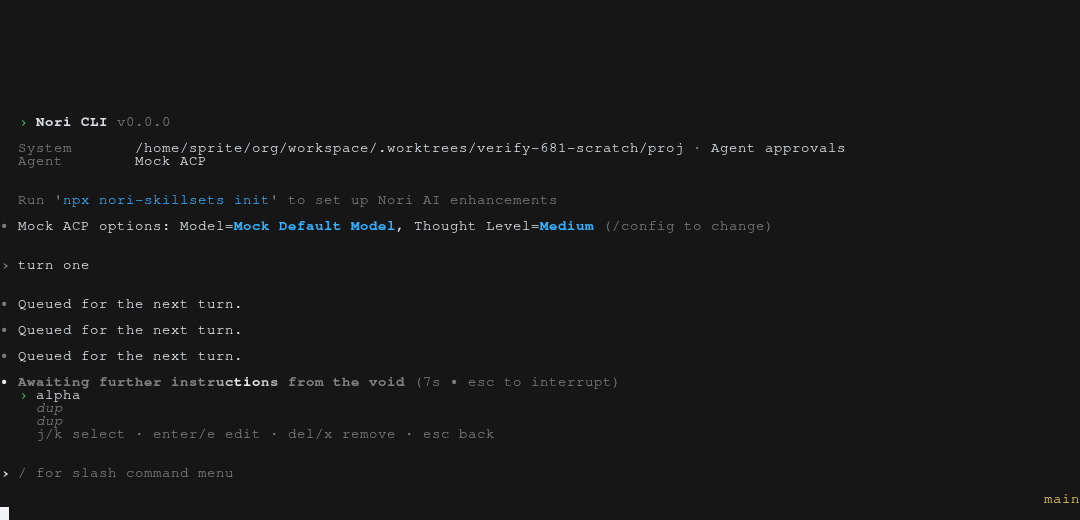 › Nori CLI v0.0.0
System /home/sprite/org/workspace/.worktrees/verify-681-scratch/proj · Agent approvals
Agent Mock ACP
Run 'npx nori-skillsets init' to set up Nori AI enhancements
• Mock ACP options: Model=Mock Default Model, Thought Level=Medium (/config to change)
› turn one
• Queued for the next turn.
• Queued for the next turn.
• Queued for the next turn.
• Awaiting further instructions from the void (7s • esc to interrupt)
› alpha
dup
dup
j/k select · enter/e edit · del/x remove · esc back
› / for slash command menu
main